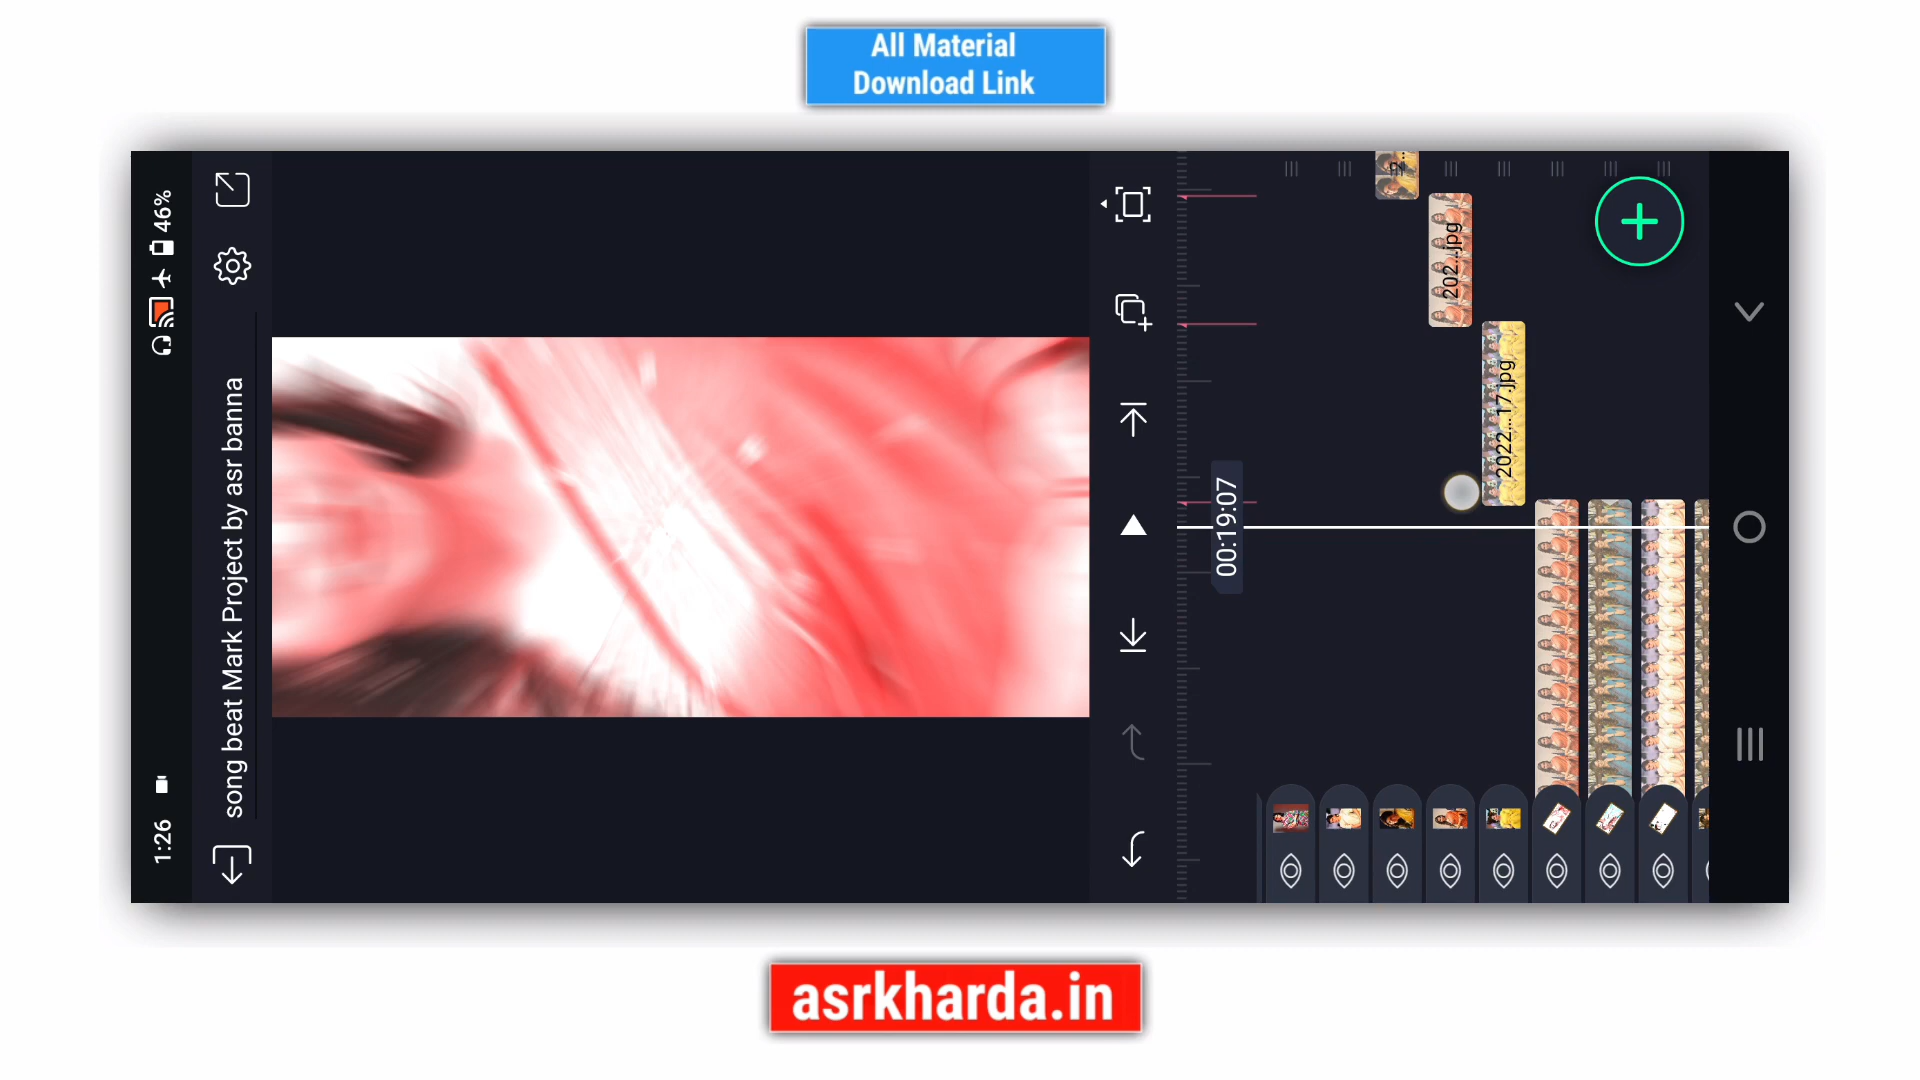 All Material
Download Link
1:26
46%
song beat Mark Project by asr banna
00:19:07
2...
202...jpg
2022...17.jpg
asrkharda.in